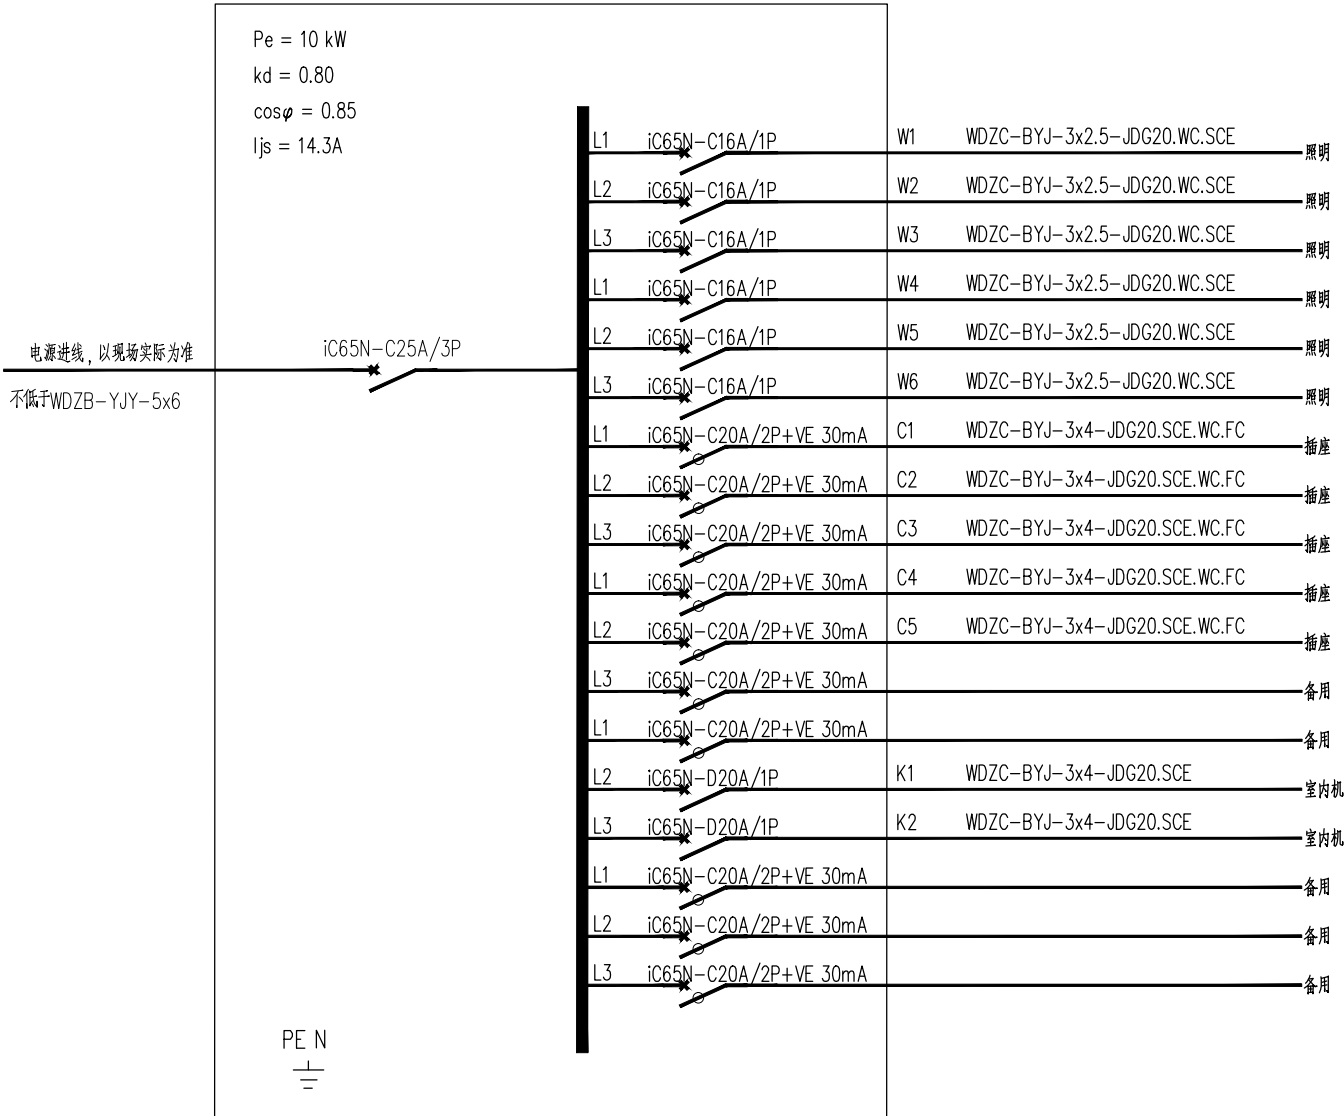 Pe = 10 kW
kd = 0.80
cosφ = 0.85
Ijs = 14.3A
电源进线，以现场实际为准
不低于WDZB-YJY-5x6
iC65N-C25A/3P
L1 iC65N-C16A/1P W1 WDZC-BYJ-3x2.5-JDG20.WC.SCE 照明
L2 iC65N-C16A/1P W2 WDZC-BYJ-3x2.5-JDG20.WC.SCE 照明
L3 iC65N-C16A/1P W3 WDZC-BYJ-3x2.5-JDG20.WC.SCE 照明
L1 iC65N-C16A/1P W4 WDZC-BYJ-3x2.5-JDG20.WC.SCE 照明
L2 iC65N-C16A/1P W5 WDZC-BYJ-3x2.5-JDG20.WC.SCE 照明
L3 iC65N-C16A/1P W6 WDZC-BYJ-3x2.5-JDG20.WC.SCE 照明
L1 iC65N-C20A/2P+VE 30mA C1 WDZC-BYJ-3x4-JDG20.SCE.WC.FC 插座
L2 iC65N-C20A/2P+VE 30mA C2 WDZC-BYJ-3x4-JDG20.SCE.WC.FC 插座
L3 iC65N-C20A/2P+VE 30mA C3 WDZC-BYJ-3x4-JDG20.SCE.WC.FC 插座
L1 iC65N-C20A/2P+VE 30mA C4 WDZC-BYJ-3x4-JDG20.SCE.WC.FC 插座
L2 iC65N-C20A/2P+VE 30mA C5 WDZC-BYJ-3x4-JDG20.SCE.WC.FC 插座
L3 iC65N-C20A/2P+VE 30mA 备用
L1 iC65N-C20A/2P+VE 30mA 备用
L2 iC65N-D20A/1P K1 WDZC-BYJ-3x4-JDG20.SCE 室内机
L3 iC65N-D20A/1P K2 WDZC-BYJ-3x4-JDG20.SCE 室内机
L1 iC65N-C20A/2P+VE 30mA 备用
L2 iC65N-C20A/2P+VE 30mA 备用
L3 iC65N-C20A/2P+VE 30mA 备用
PE N